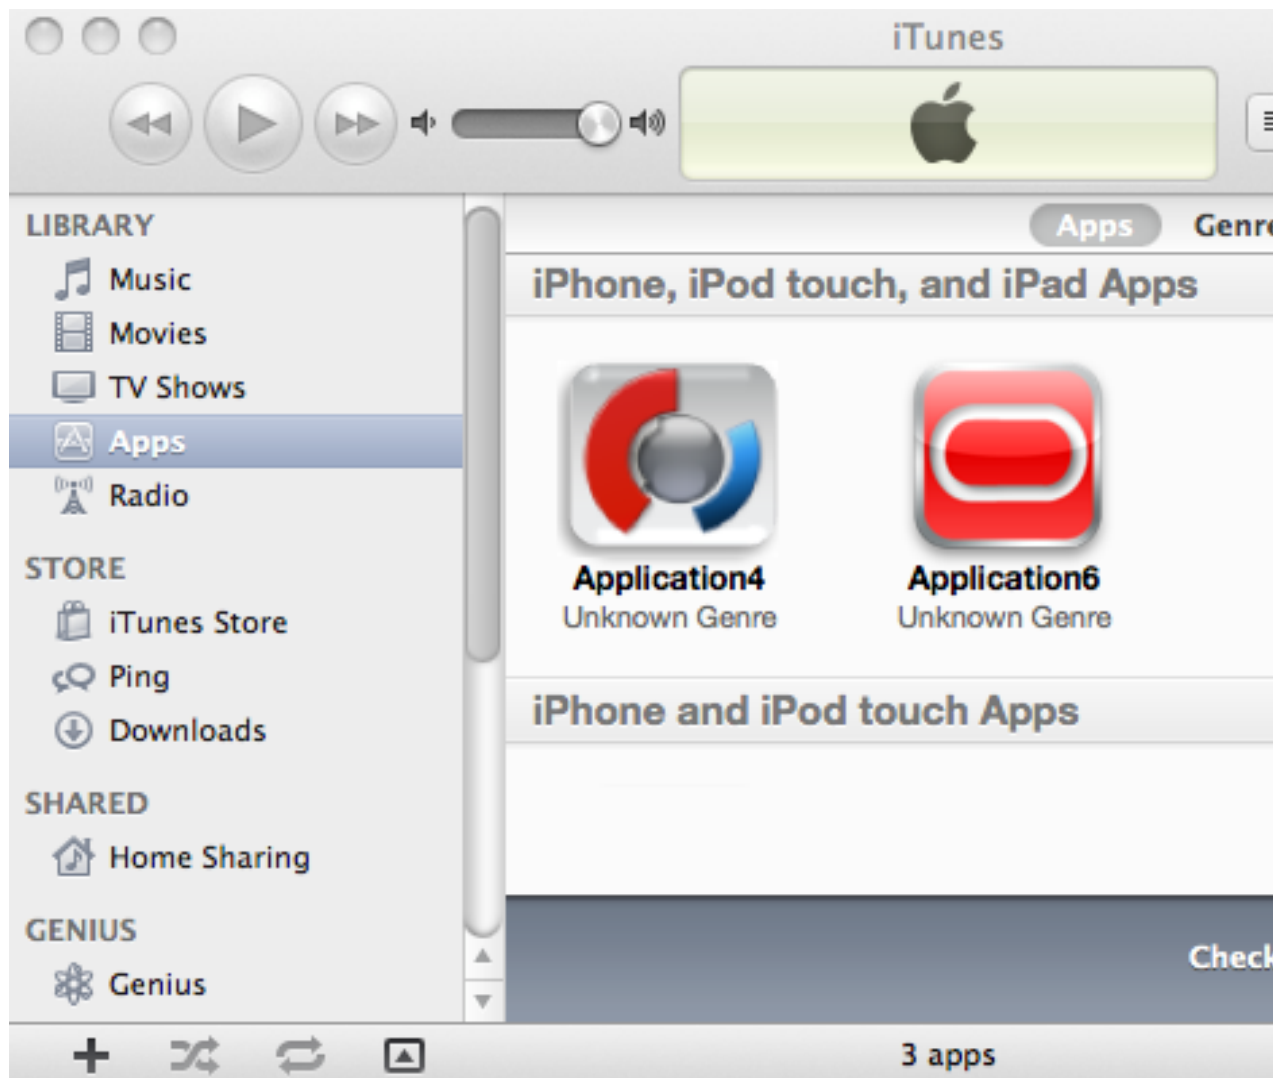 iTunes
LIBRARY
Music
Movies
TV Shows
Apps
Radio
STORE
iTunes Store
Ping
Downloads
SHARED
Home Sharing
GENIUS
Genius
Apps Genre
iPhone, iPod touch, and iPad Apps
Application4 Application6
Unknown Genre Unknown Genre
iPhone and iPod touch Apps
Check
3 apps